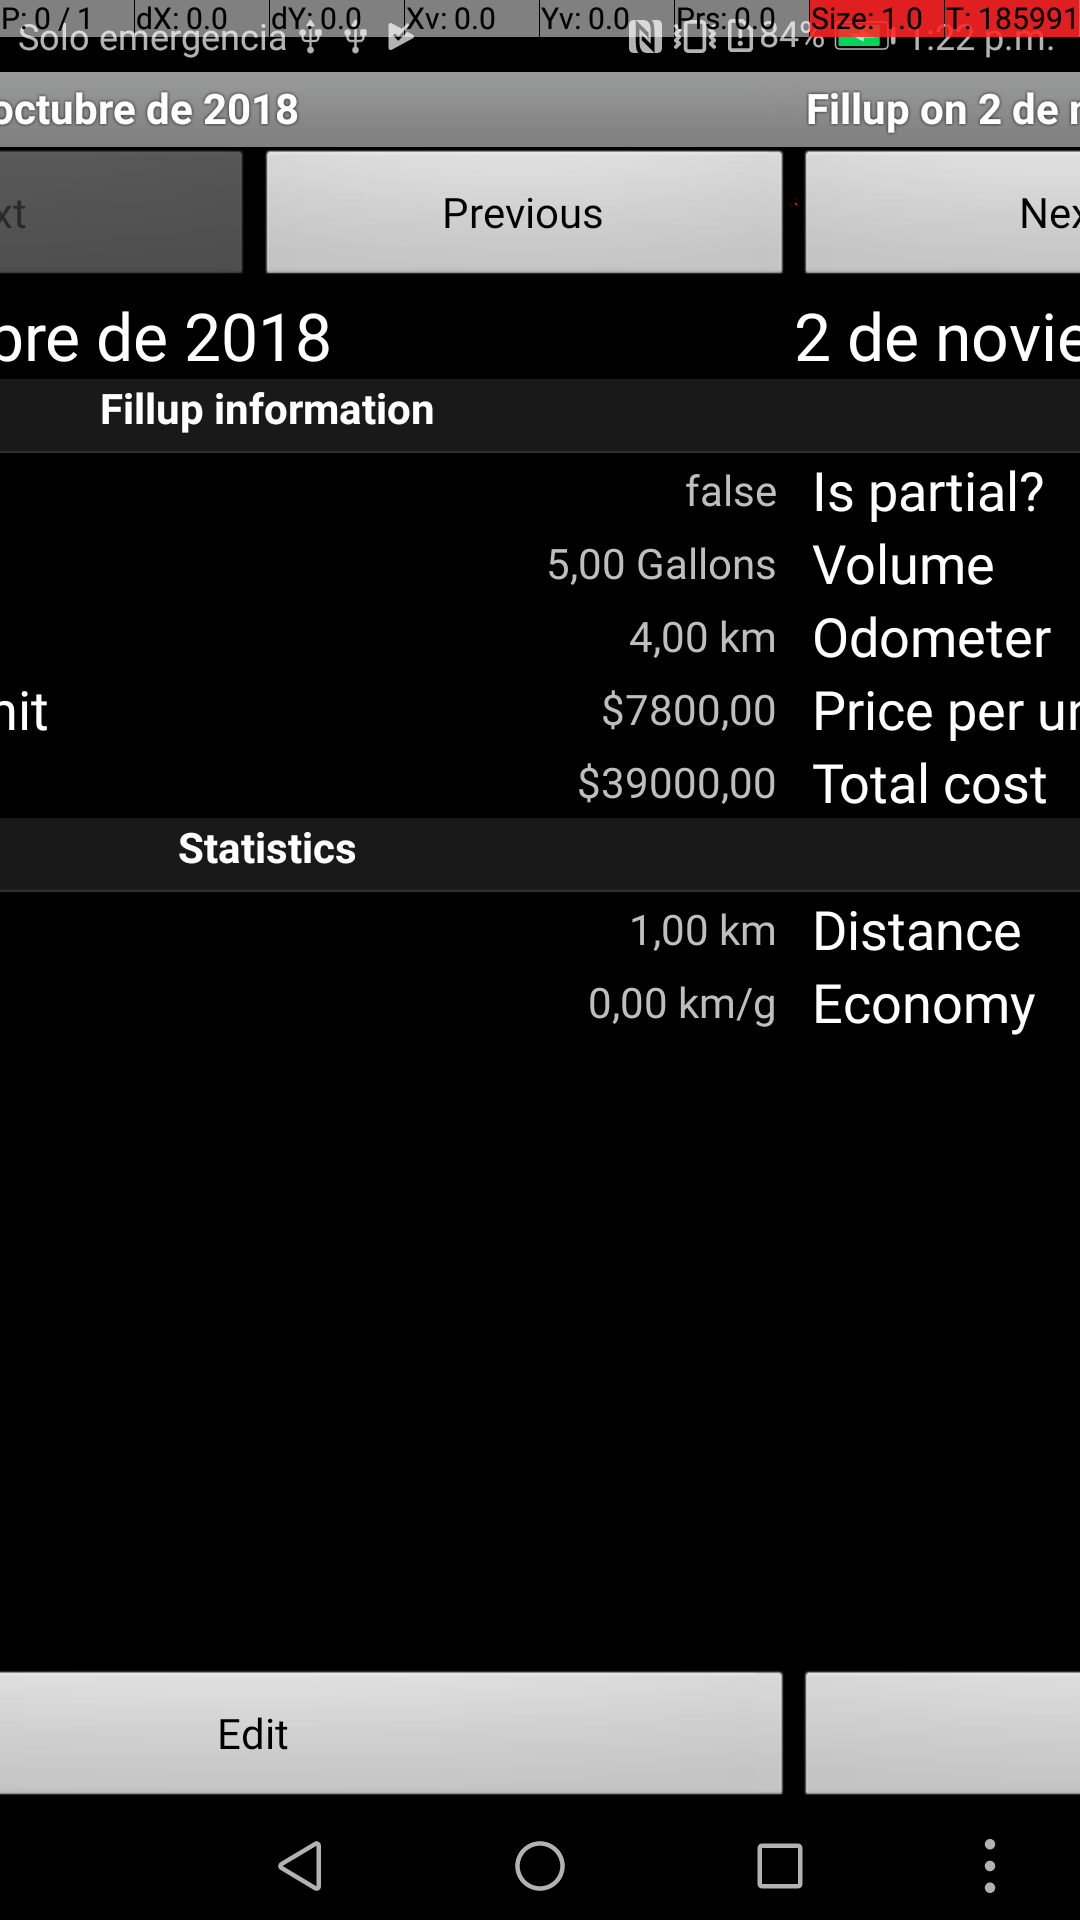 P: 0 / 1 dX: 0.0 dY: 0.0 Xv: 0.0 Yv: 0.0 Prs: 0.0 Size: 1.0 T: 185991
Solo emergencia 84% 1:22 p.m.
octubre de 2018 Fillup on 2 de
xt Previous Nex
bre de 2018 2 de novie
Fillup information
false Is partial?
5,00 Gallons Volume
4,00 km Odometer
nit $7800,00 Price per un
$39000,00 Total cost
Statistics
1,00 km Distance
0,00 km/g Economy
Edit